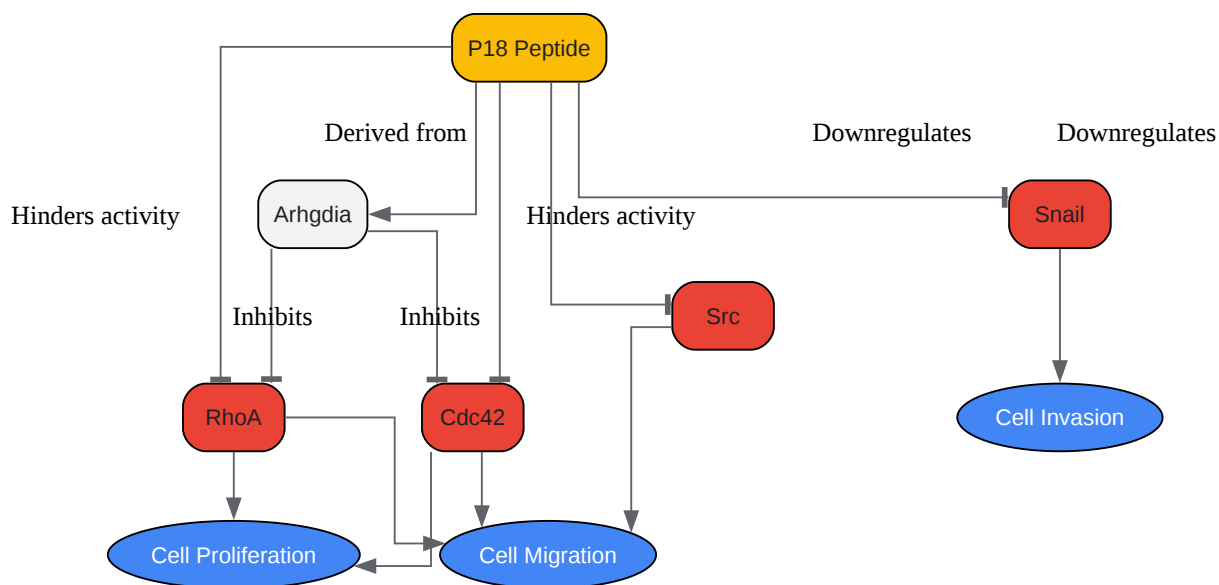 P18 Peptide
Derived from
Downregulates
Downregulates
Hinders activity
Arhgdia
Hinders activity
Snail
Inhibits
Inhibits
Src
RhoA
Cdc42
Cell Invasion
Cell Proliferation
Cell Migration